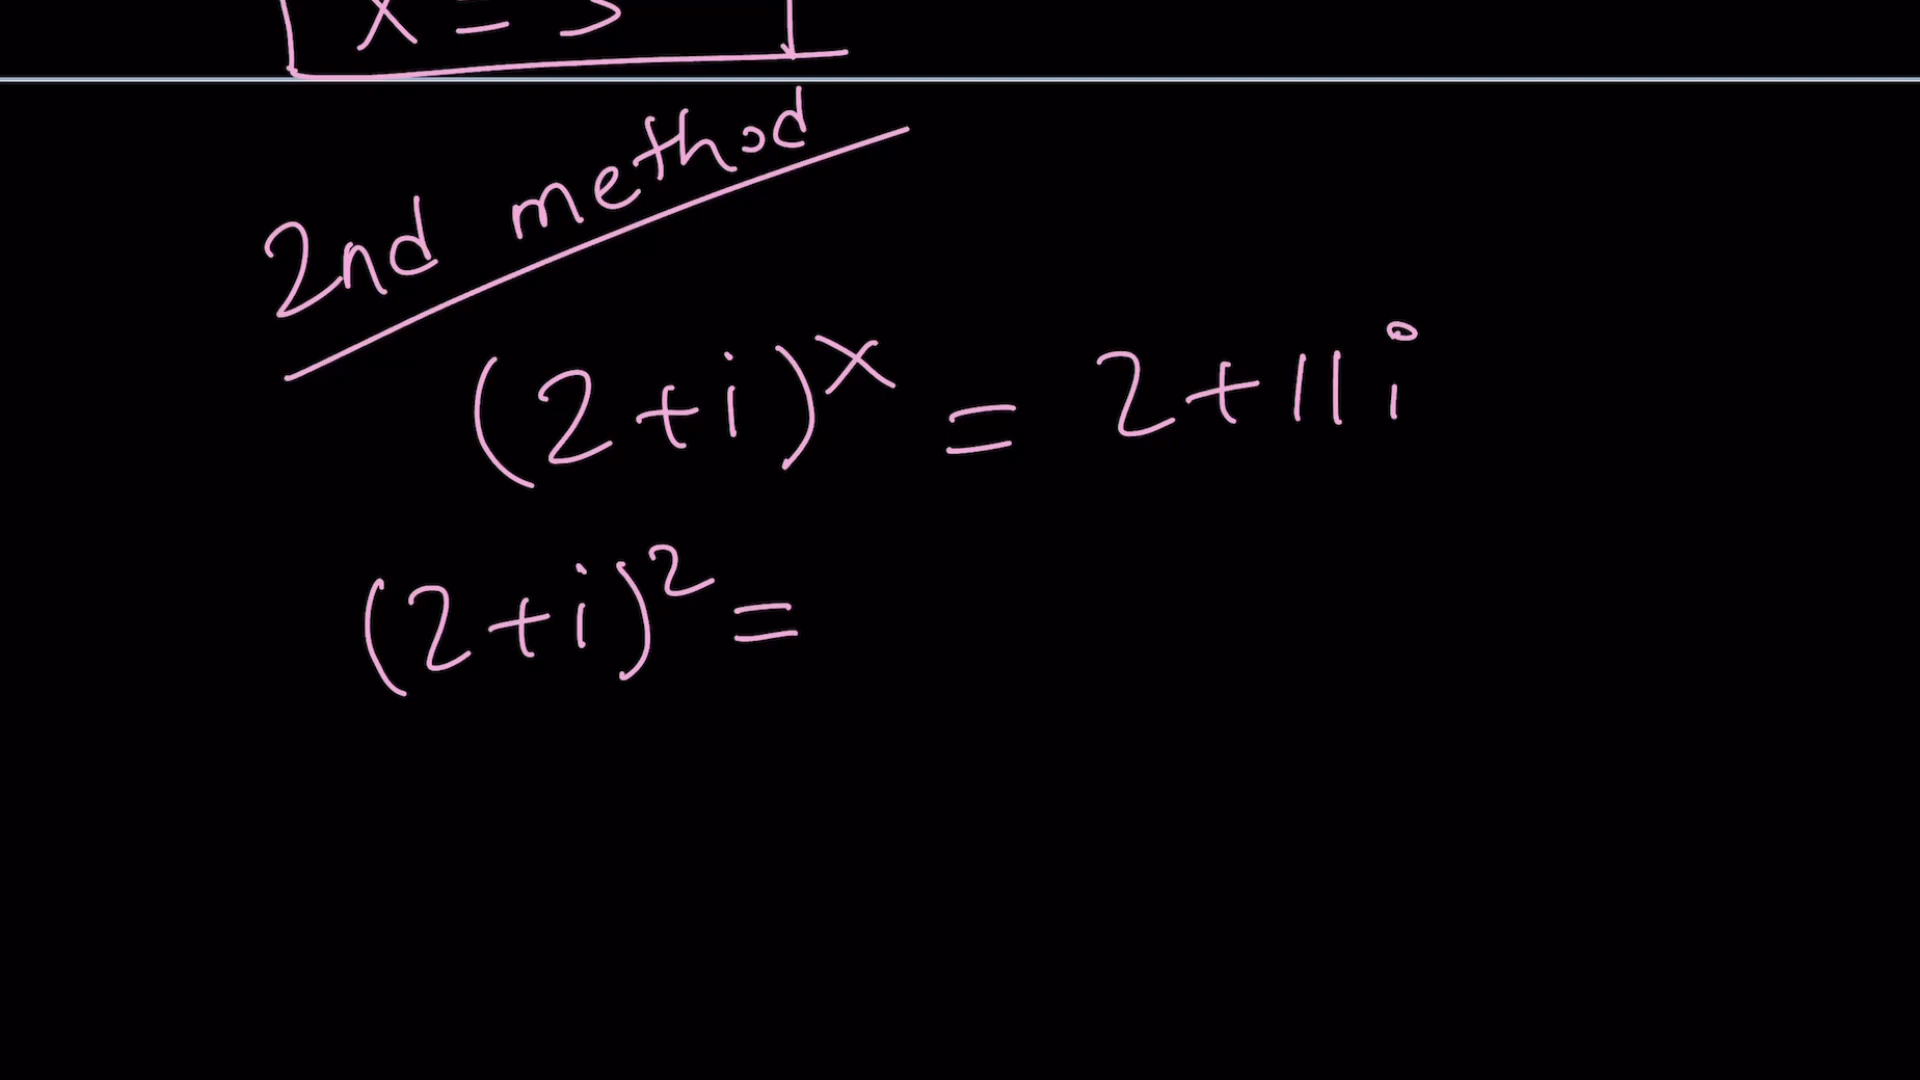 x = 3
2nd method
(2+i)^x = 2+11i
(2+i)^2 =